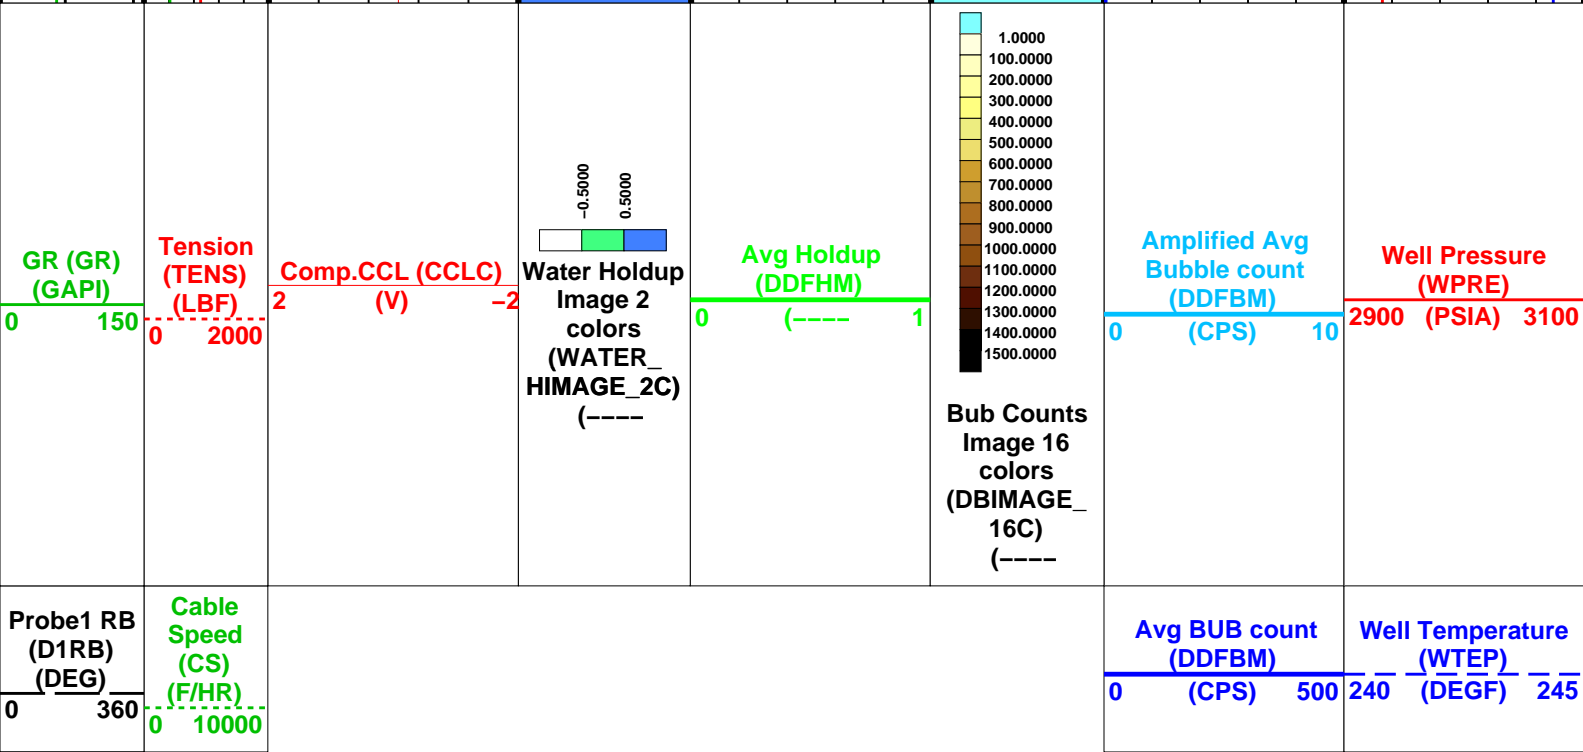 GR (GR)
(GAPI)
0 150
Tension
(TENS)
(LBF)
0 2000
Comp.CCL (CCLC)
2 (V) −2
−0.5000
0.5000
Water Holdup
Image 2
colors
(WATER_
HIMAGE_2C)
(−−−−
Avg Holdup
(DDFHM)
0 (−−−− 1
1.0000
100.0000
200.0000
300.0000
400.0000
500.0000
600.0000
700.0000
800.0000
900.0000
1000.0000
1100.0000
1200.0000
1300.0000
1400.0000
1500.0000
Bub Counts
Image 16
colors
(DBIMAGE_
16C)
(−−−−
Amplified Avg
Bubble count
(DDFBM)
0 (CPS) 10
Well Pressure
(WPRE)
2900 (PSIA) 3100
Probe1 RB
(D1RB)
(DEG)
0 360
Cable
Speed
(CS)
(F/HR)
0 10000
Avg BUB count
(DDFBM)
0 (CPS) 500
Well Temperature
(WTEP)
240 (DEGF) 245